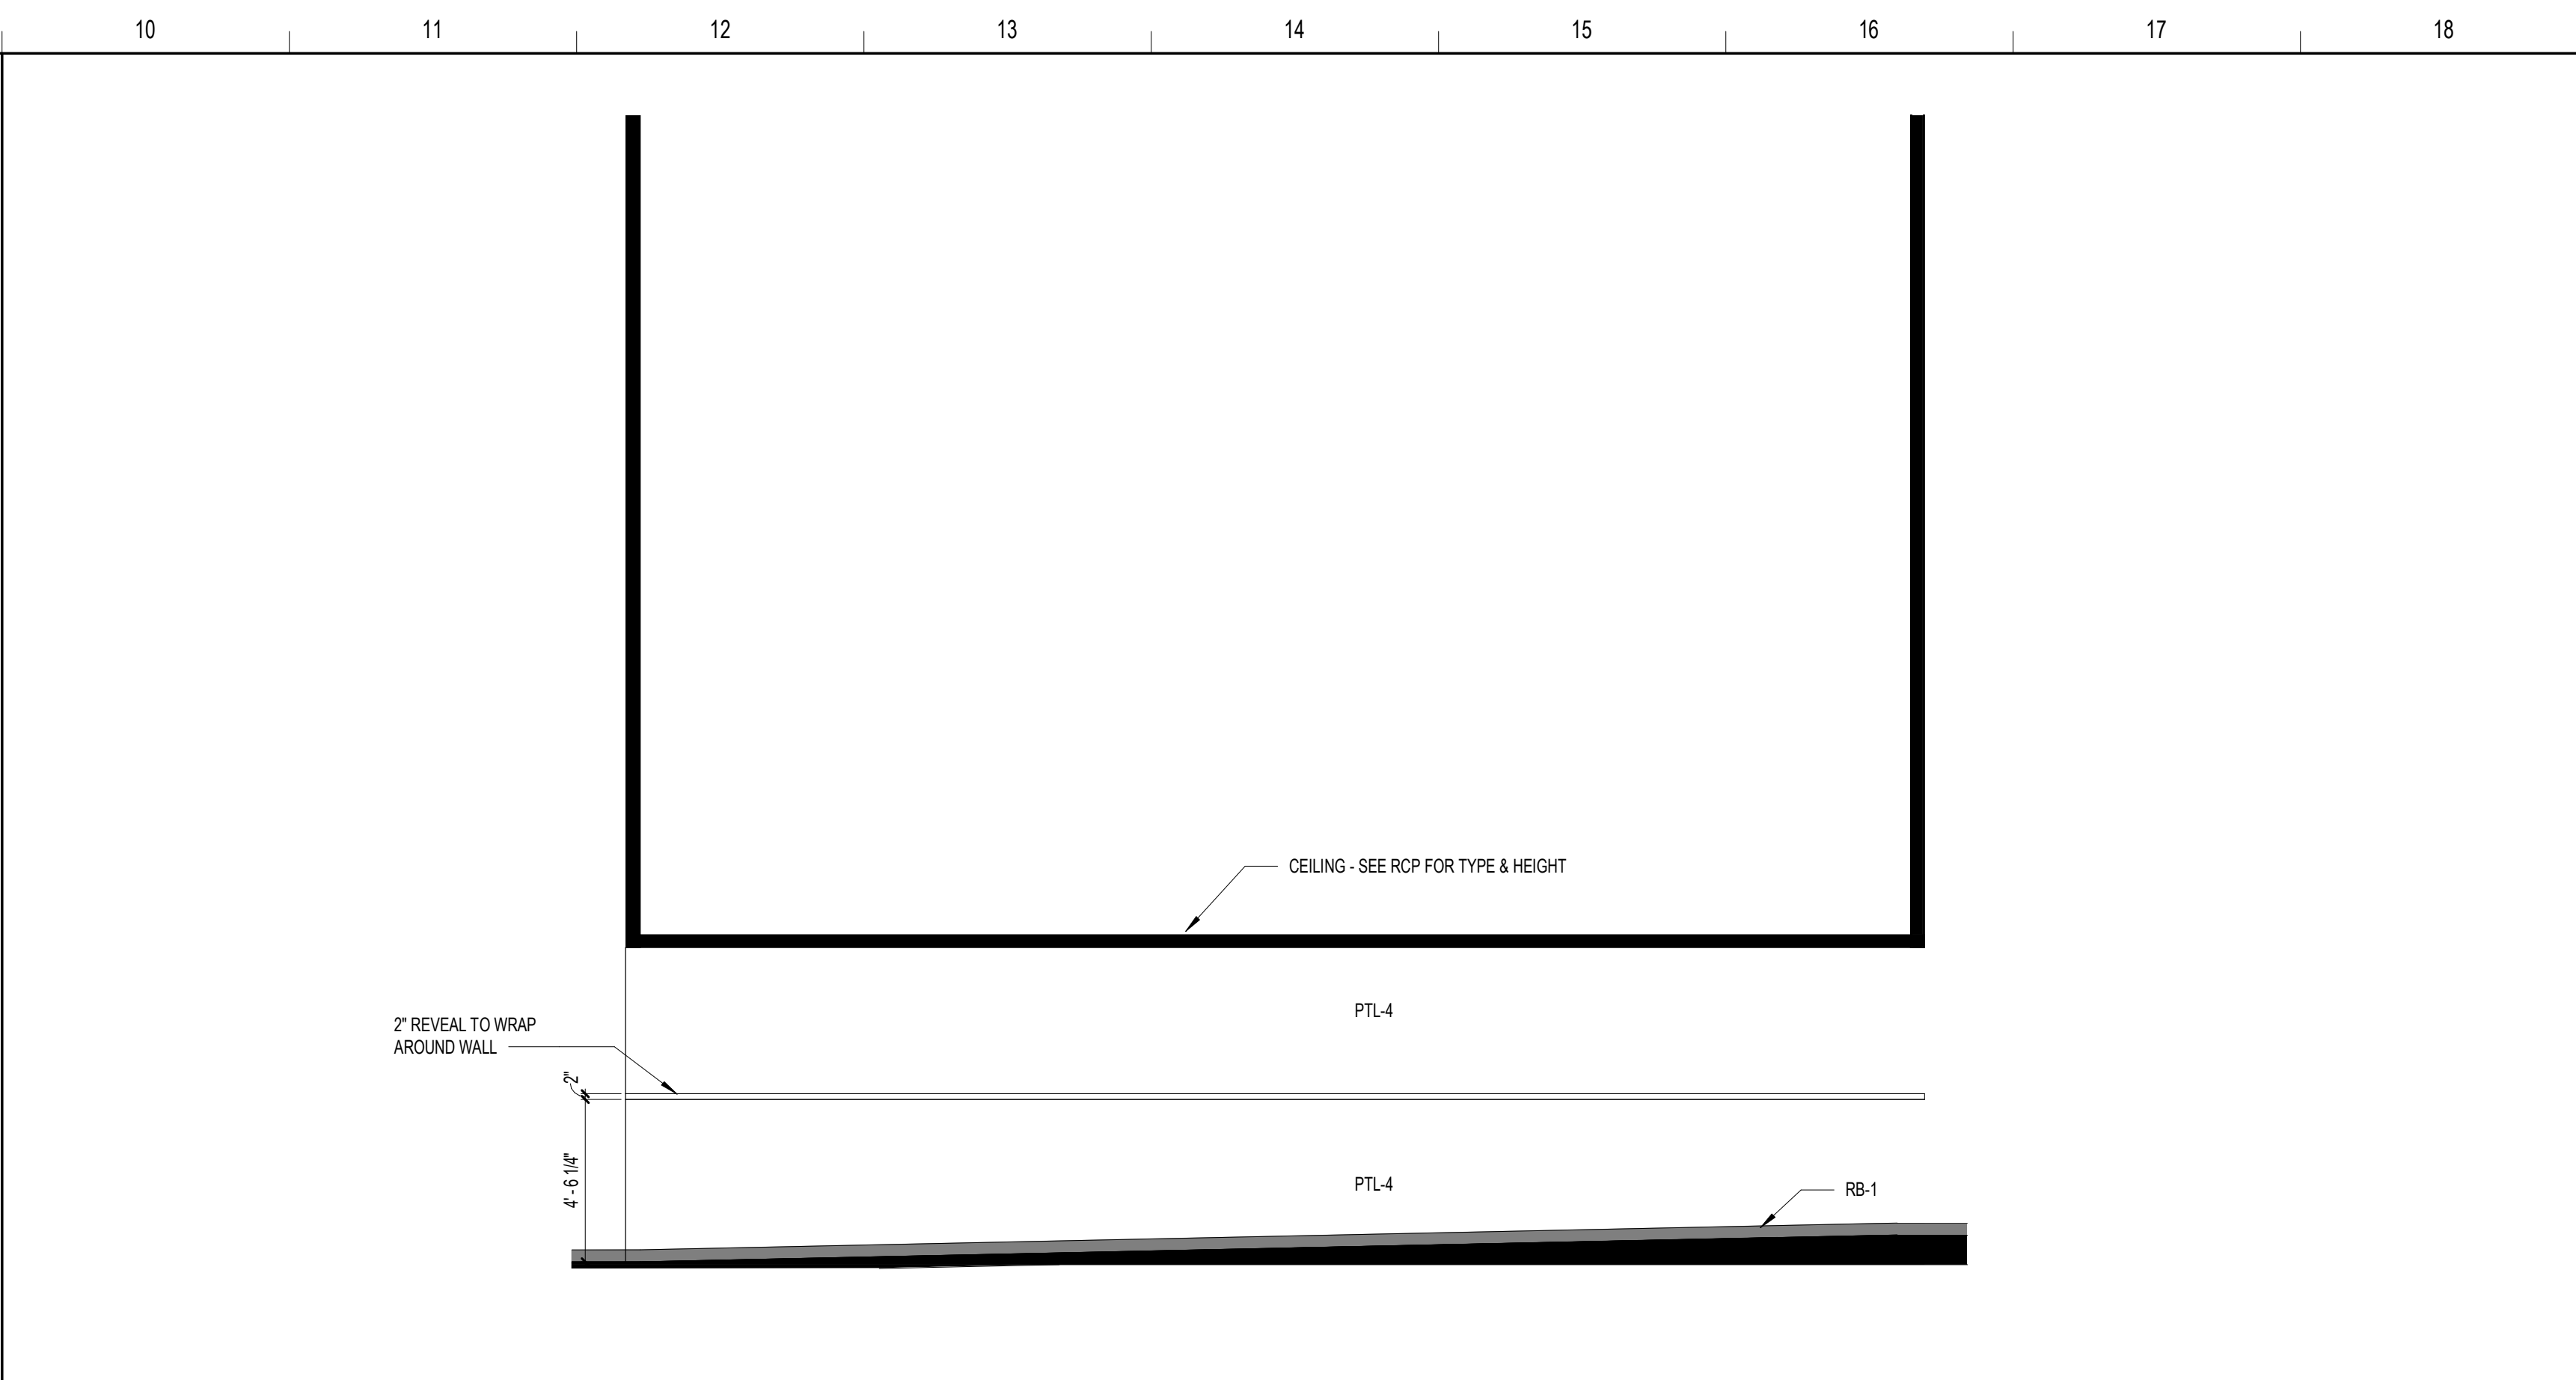 10 11 12 13 14 15 16 17 18
CEILING - SEE RCP FOR TYPE & HEIGHT
PTL-4
2" REVEAL TO WRAP
AROUND WALL
2"
4' - 6 1/4"
PTL-4
RB-1